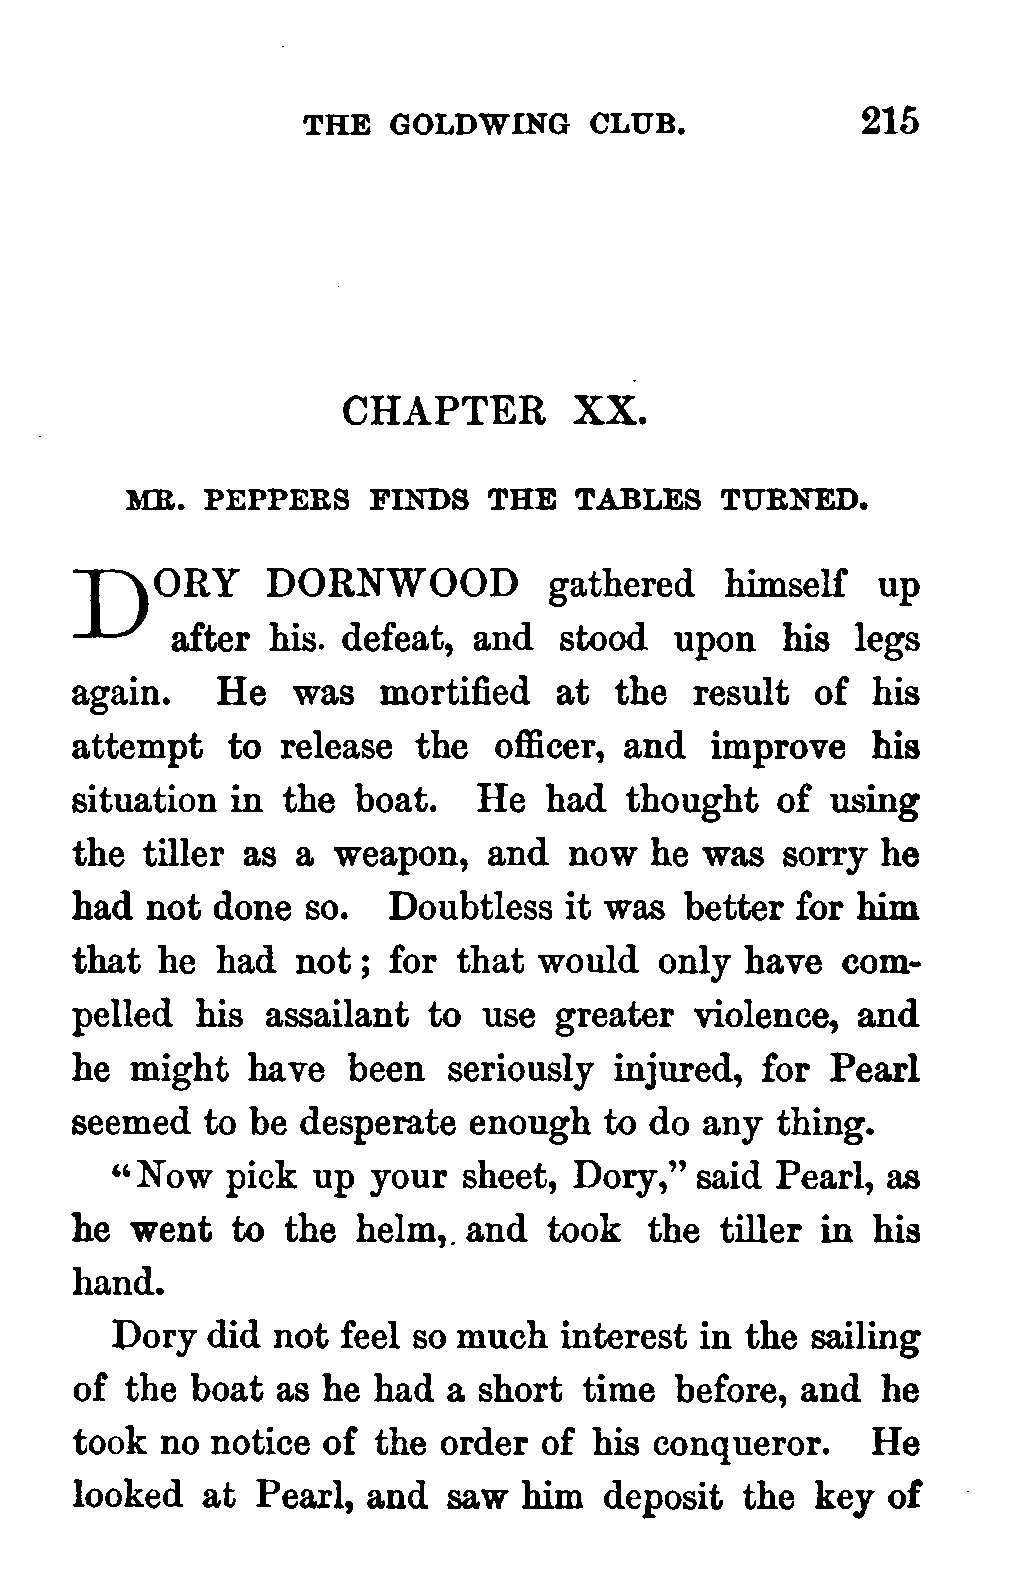 THE GOLDWING CLUB. 215
CHAPTER XX.
MR. PEPPERS FINDS THE TABLES TURNED.
DORY DORNWOOD gathered himself up
after his. defeat, and stood upon his legs
again. He was mortified at the result of his
attempt to release the officer, and improve his
situation in the boat. He had thought of using
the tiller as a weapon, and now he was sorry he
had not done so. Doubtless it was better for him
that he had not; for that would only have com-
pelled his assailant to use greater violence, and
he might have been seriously injured, for Pearl
seemed to be desperate enough to do any thing.
"Now pick up your sheet, Dory," said Pearl, as
he went to the helm, and took the tiller in his
hand.
Dory did not feel so much interest in the sailing
of the boat as he had a short time before, and he
took no notice of the order of his conqueror. He
looked at Pearl, and saw him deposit the key of